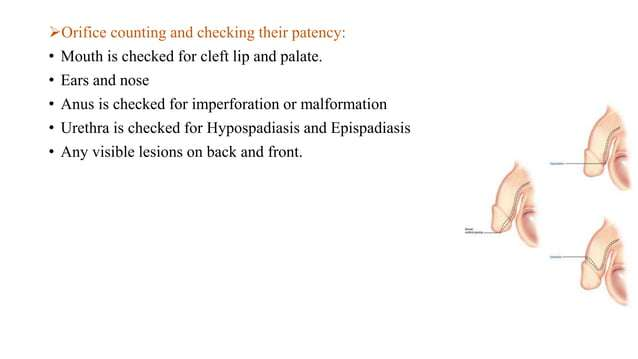 ➢Orifice counting and checking their patency:
• Mouth is checked for cleft lip and palate.
• Ears and nose
• Anus is checked for imperforation or malformation
• Urethra is checked for Hypospadiasis and Epispadiasis
• Any visible lesions on back and front.